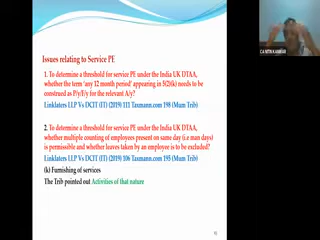 CA NITIN KANWAR
Issues relating to Service PE
1. To determine a threshold for service PE under the India UK DTAA,
whether the term 'any 12 month period' appearing in 5(2)(k) needs to be
construed as P/y/F/y for the relevant A/y?
Linklaters LLP Vs DCIT (IT) (2019) 111 Taxmann.com 198 (Mum Trib)
2. To determine a threshold for service PE under the India UK DTAA,
whether multiple counting of employees present on same day (i.e man days)
is permissible and whether leaves taken by an employee is to be excluded?
Linklaters LLP Vs DCIT (IT) (2019) 106 Taxmann.com 195 (Mum Trib)
(k) Furnishing of services
The Trib pointed out Activities of that nature